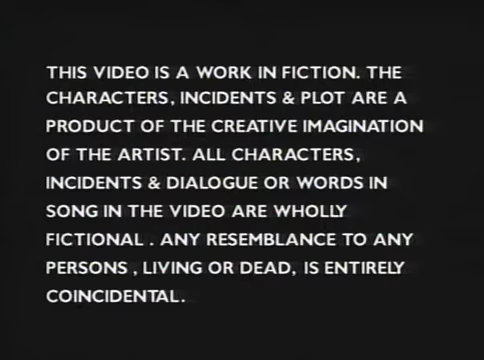 THIS VIDEO IS A WORK IN FICTION. THE
CHARACTERS, INCIDENTS & PLOT ARE A
PRODUCT OF THE CREATIVE IMAGINATION
OF THE ARTIST. ALL CHARACTERS,
INCIDENTS & DIALOGUE OR WORDS IN
SONG IN THE VIDEO ARE WHOLLY
FICTIONAL . ANY RESEMBLANCE TO ANY
PERSONS , LIVING OR DEAD, IS ENTIRELY
COINCIDENTAL.